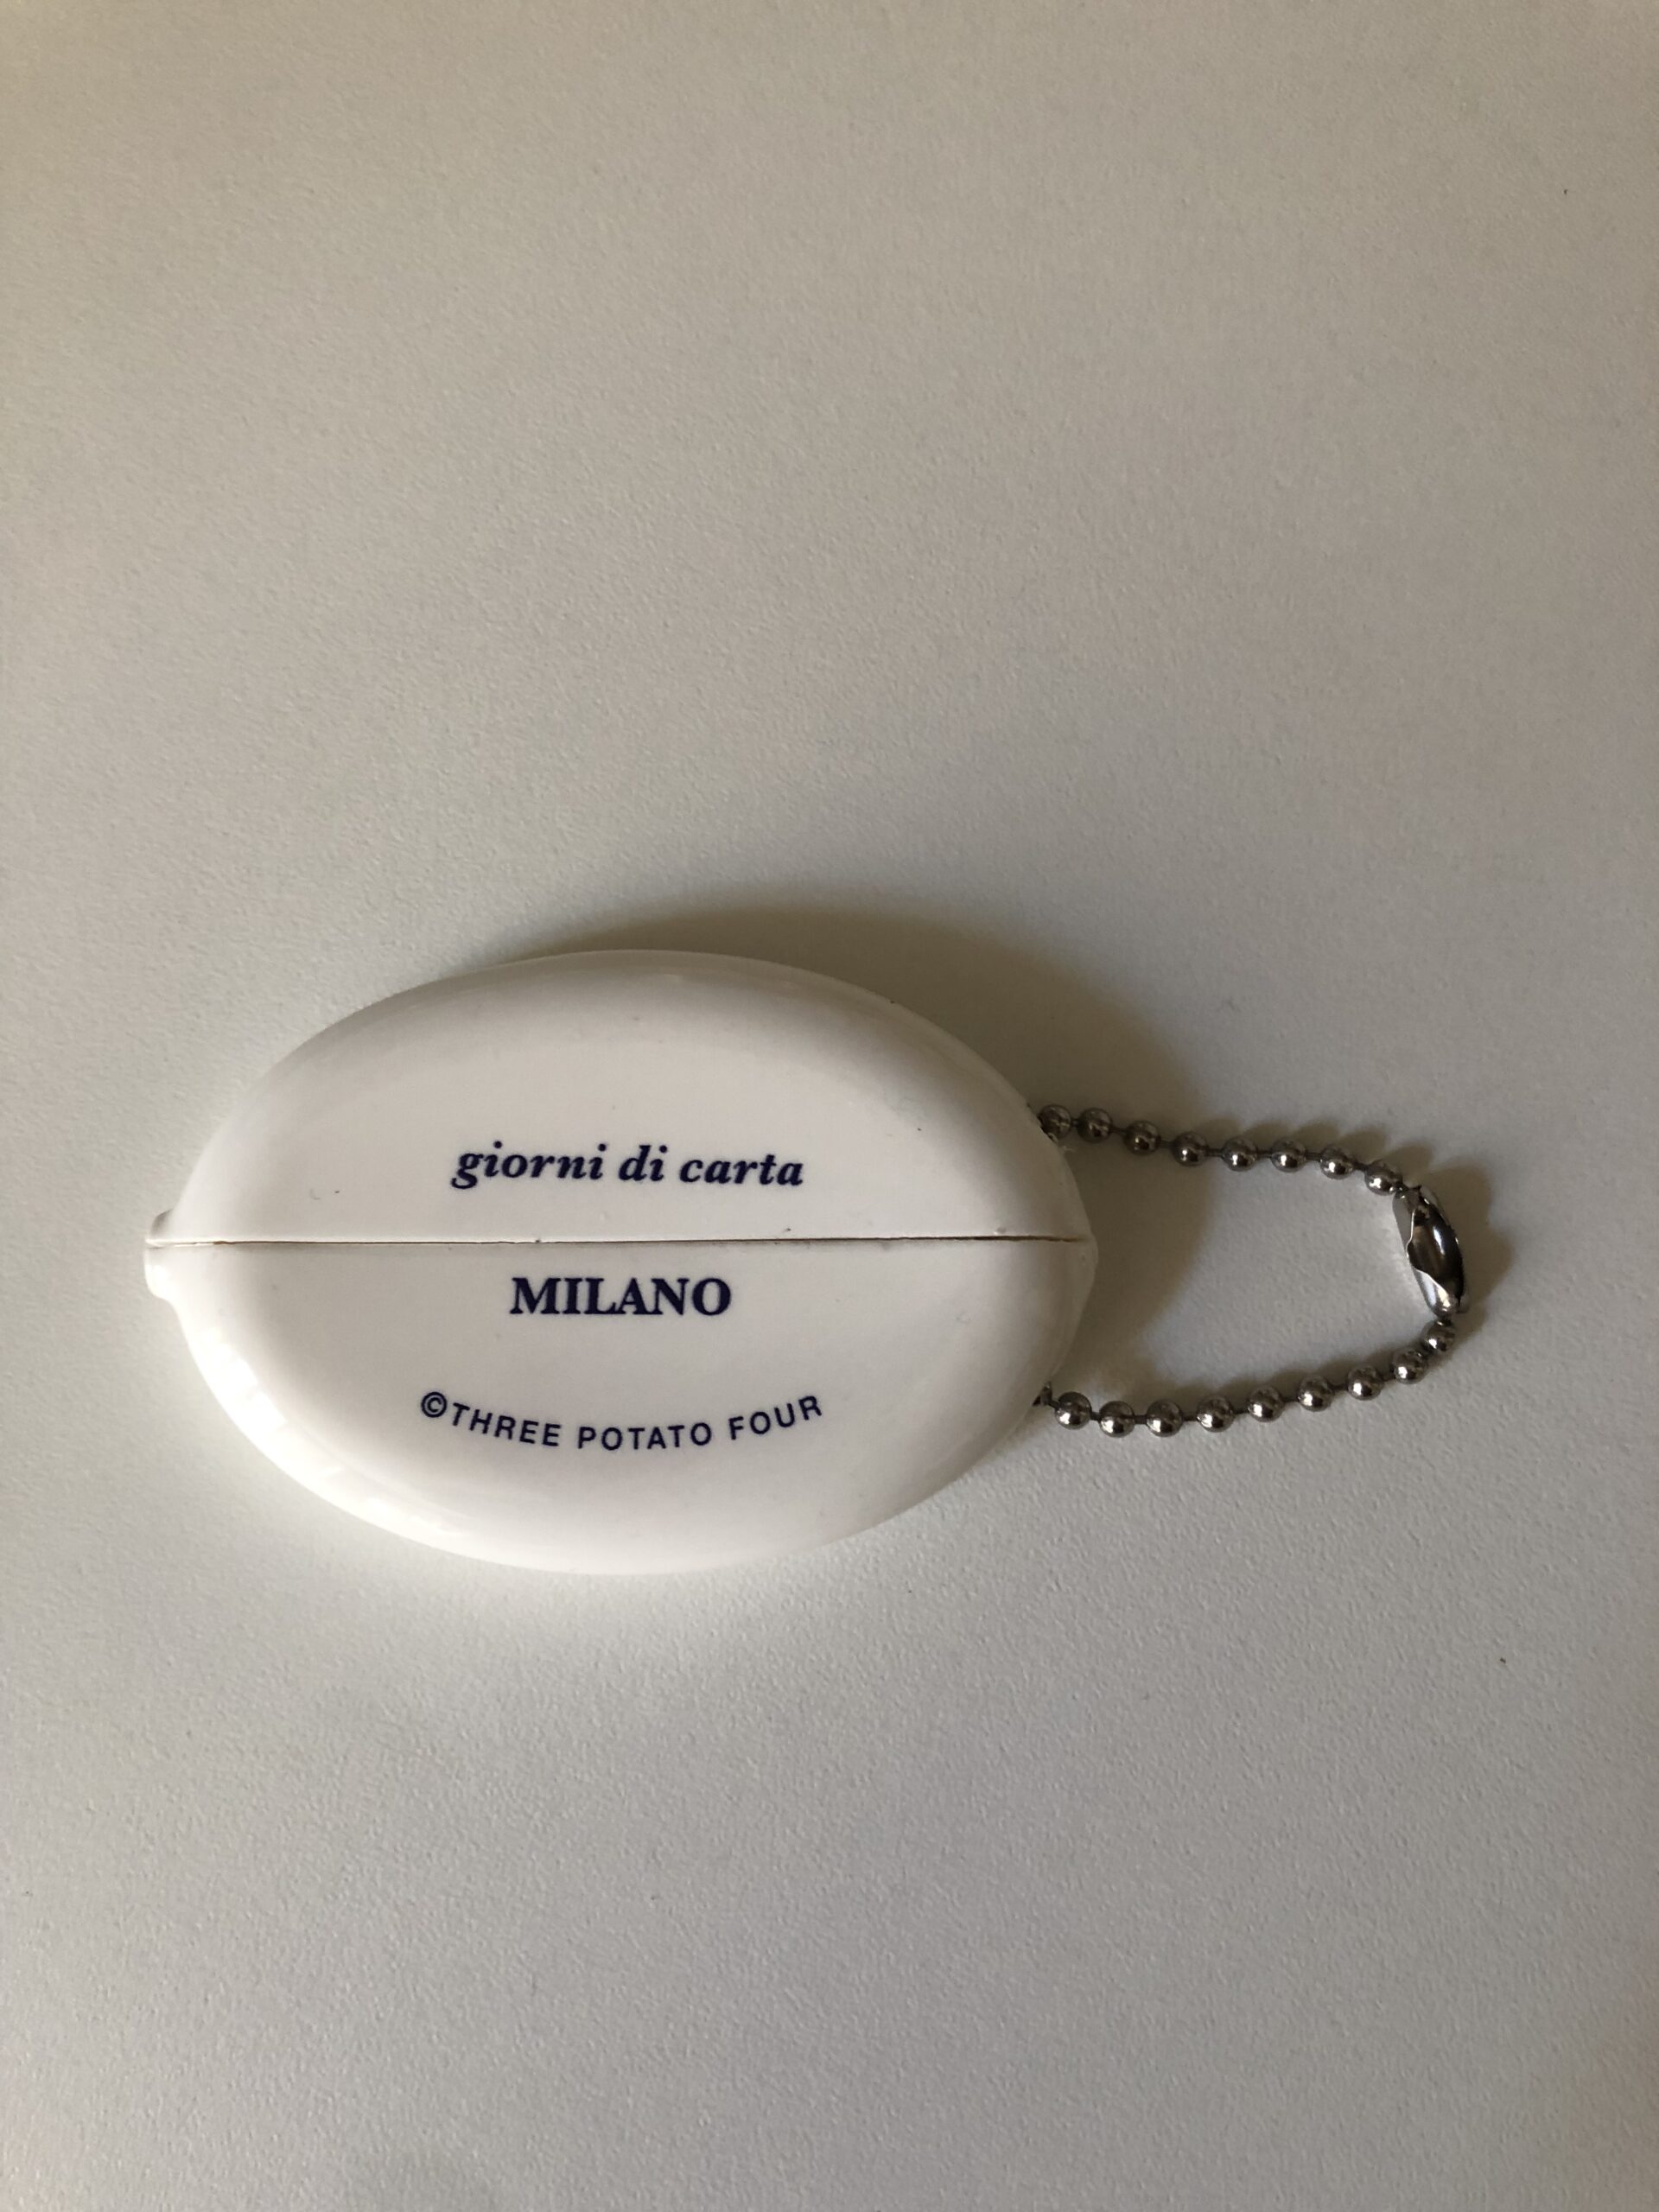 giorni di carta
MILANO
©THREE POTATO FOUR